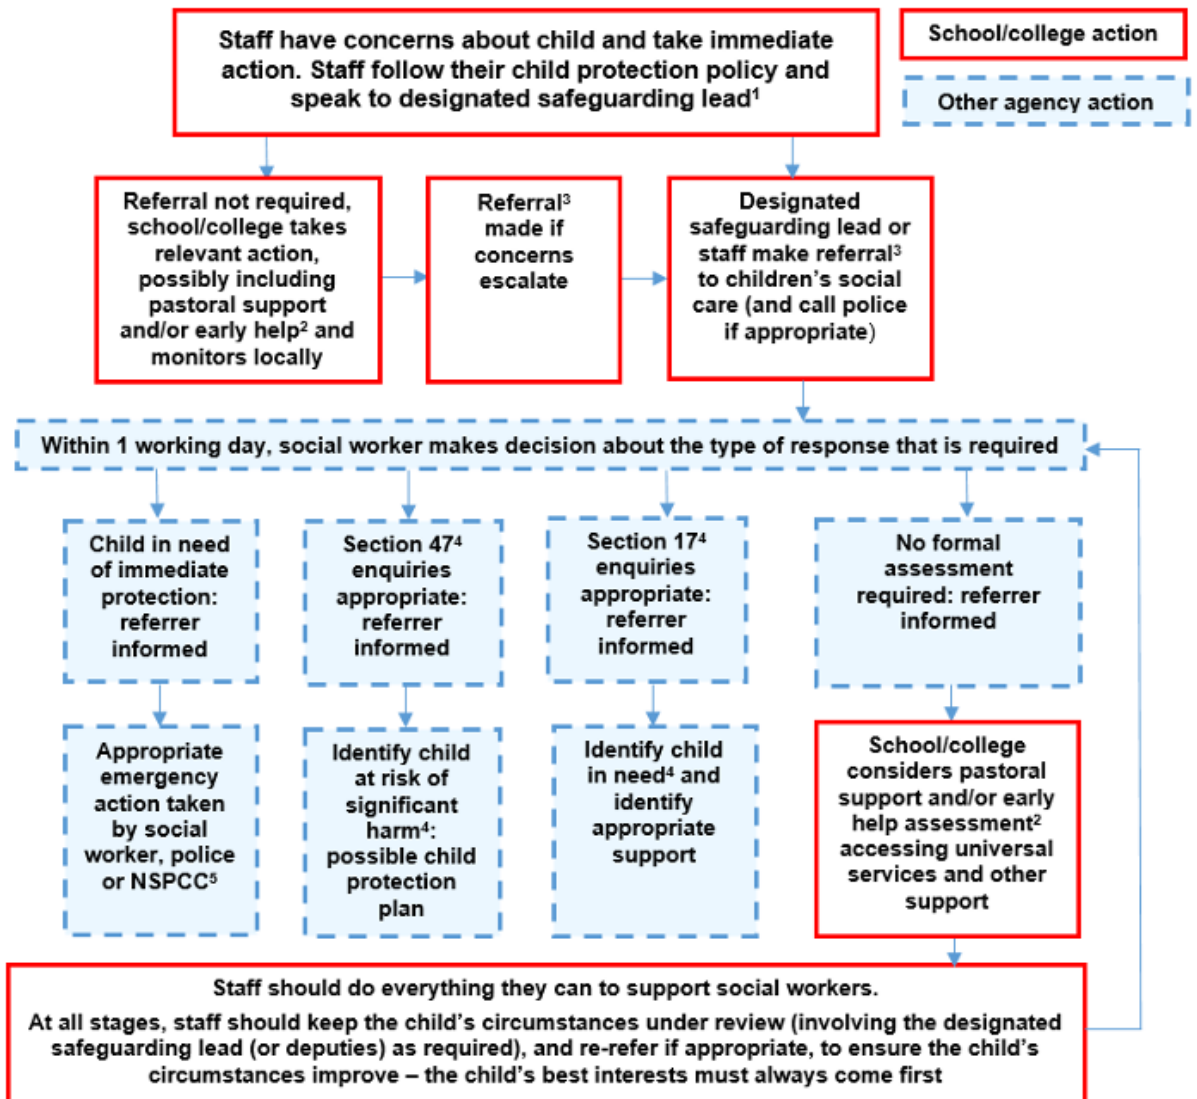 Staff have concerns about child and take immediate
action. Staff follow their child protection policy and
speak to designated safeguarding lead¹
School/college action
Other agency action
Referral not required,
school/college takes
relevant action,
possibly including
pastoral support
and/or early help² and
monitors locally
Referral³
made if
concerns
escalate
Designated
safeguarding lead or
staff make referral³
to children’s social
care (and call police
if appropriate)
Within 1 working day, social worker makes decision about the type of response that is required
Child in need
of immediate
protection:
referrer
informed
Section 47⁴
enquiries
appropriate:
referrer
informed
Section 17⁴
enquiries
appropriate:
referrer
informed
No formal
assessment
required: referrer
informed
Appropriate
emergency
action taken
by social
worker, police
or NSPCC⁵
Identify child
at risk of
significant
harm⁴:
possible child
protection
plan
Identify child
in need⁴ and
identify
appropriate
support
School/college
considers pastoral
support and/or early
help assessment²
accessing universal
services and other
support
Staff should do everything they can to support social workers.
At all stages, staff should keep the child’s circumstances under review (involving the designated
safeguarding lead (or deputies) as required), and re-refer if appropriate, to ensure the child’s
circumstances improve – the child’s best interests must always come first